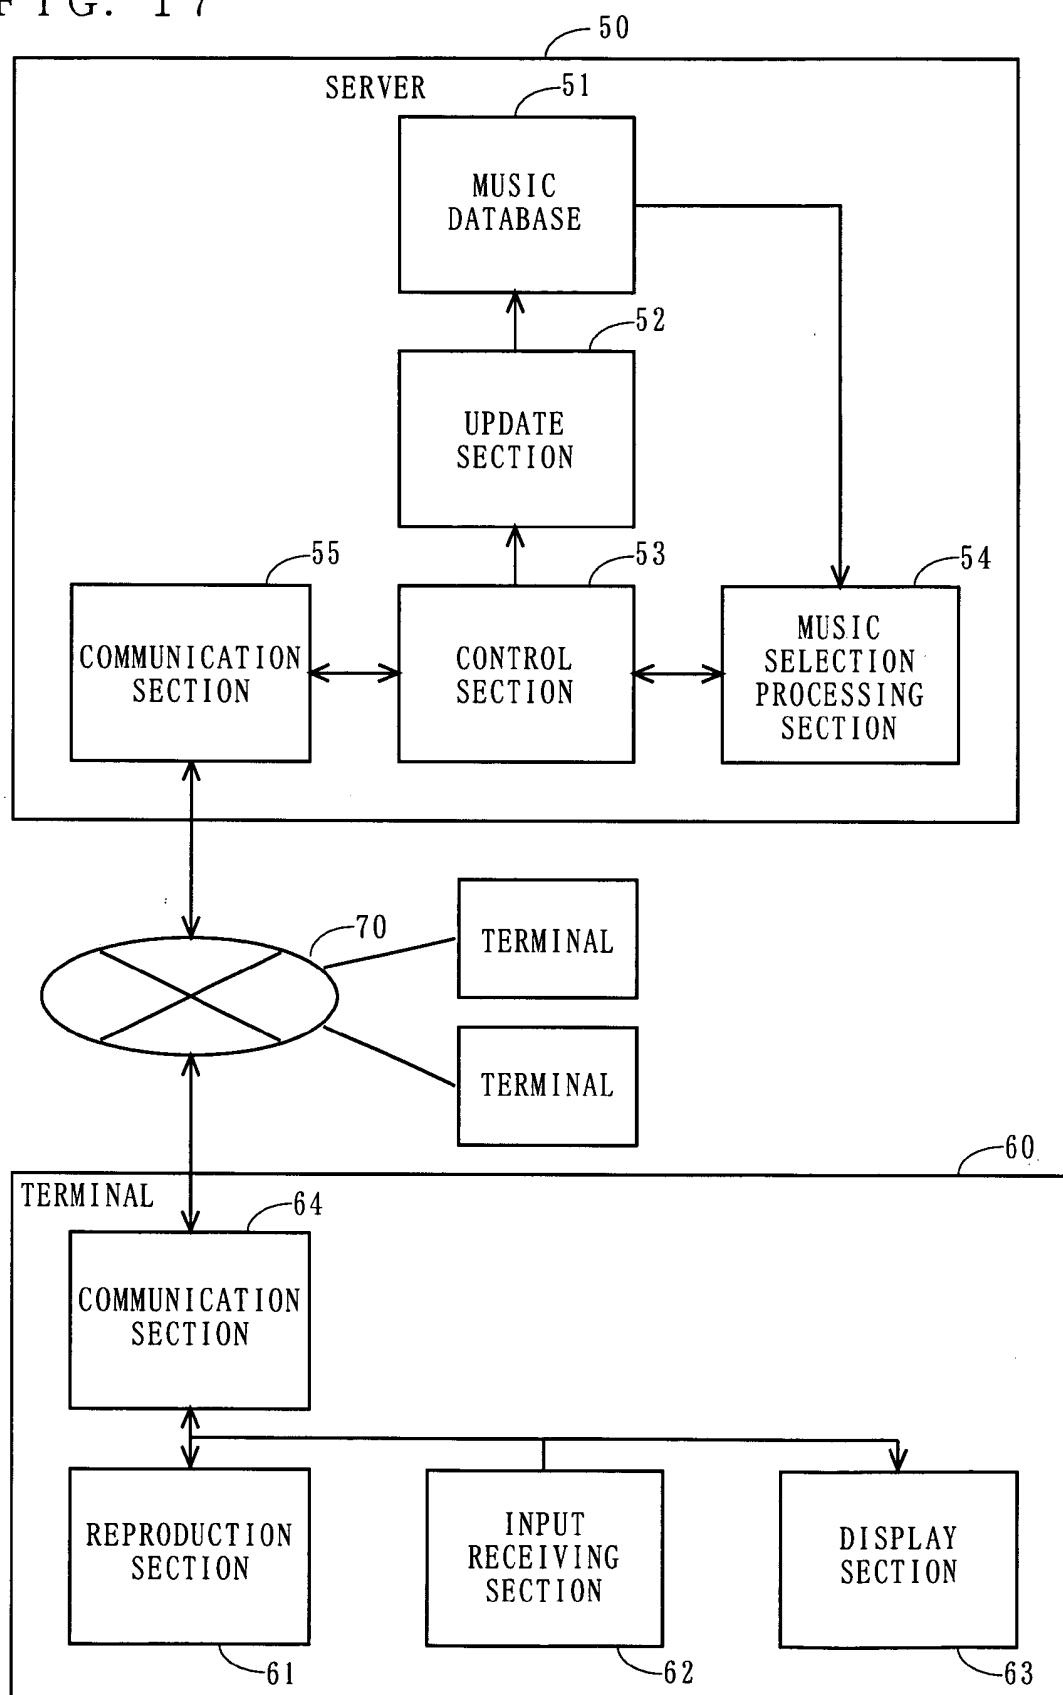 FIG. 17
50
SERVER
51
MUSIC
DATABASE
52
UPDATE
SECTION
55
53
54
COMMUNICATION
SECTION
CONTROL
SECTION
MUSIC
SELECTION
PROCESSING
SECTION
70
TERMINAL
TERMINAL
60
TERMINAL
64
COMMUNICATION
SECTION
REPRODUCTION
SECTION
INPUT
RECEIVING
SECTION
DISPLAY
SECTION
61
62
63